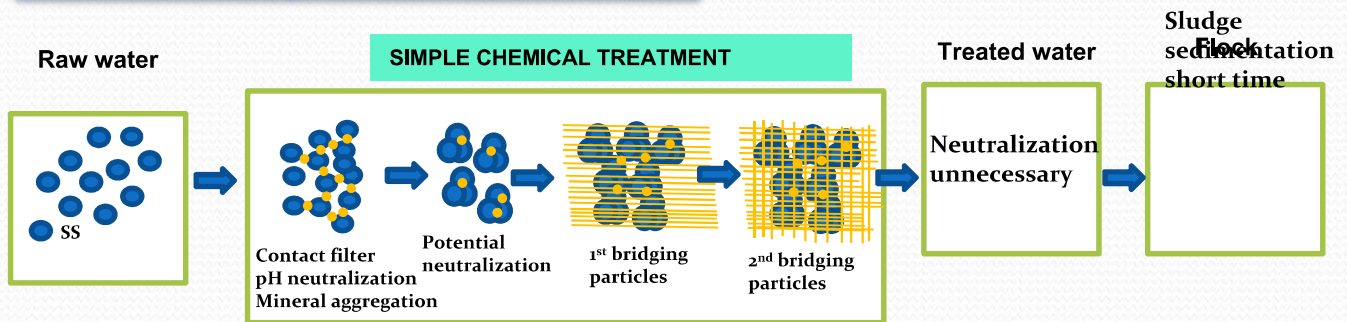 Raw water
SS
SIMPLE CHEMICAL TREATMENT
Contact filter
pH neutralization
Mineral aggregation
Potential
neutralization
1st bridging
particles
2nd bridging
particles
Treated water
Neutralization
unnecessary
Flock
Sludge
sedimentation
short time